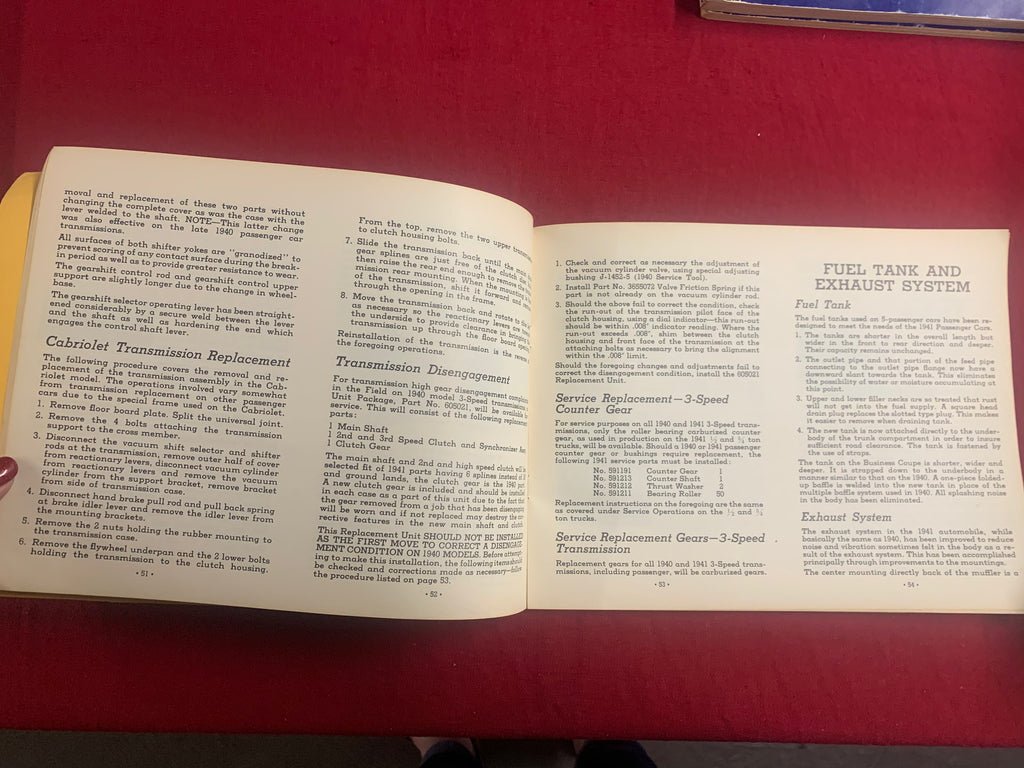 moval and replacement of these two parts without
changing the complete cover as was the case with the
lever welded to the shaft. NOTE—This latter change
was also effective on the late 1940 passenger car
transmissions.
All surfaces of both shifter yokes are "granodized" to
prevent scoring of any contact surface during the break-
in period as well as to provide greater resistance to wear.
The gearshift control rod and gearshift control upper
support are slightly longer due to the change in wheel-
base.
The gearshift selector operating lever has been straight-
ened considerably by a secure weld between the lever
and the shaft as well as hardening the end which
engages the control shaft lever.
Cabriolet Transmission Replacement
The following procedure covers the removal and re-
placement of the transmission assembly in the Cab-
riolet model. The operations involved vary somewhat
from transmission replacement on other passenger
cars due to the special frame used on the Cabriolet.
1. Remove floor board plate. Split the universal joint.
2. Remove the 4 bolts attaching the transmission
support to the cross member.
3. Disconnect the vacuum shift selector and shifter
rods at the transmission, remove outer half of cover
from reactionary levers, disconnect vacuum cylinder
from reactionary levers and remove the vacuum
cylinder from the support bracket, remove bracket
from side of transmission case.
4. Disconnect hand brake pull rod and pull back spring
at brake idler lever and remove the idler lever from
the mounting brackets.
5. Remove the 2 nuts holding the rubber mounting to
the transmission case.
6. Remove the flywheel underpan and the 2 lower bolts
holding the transmission to the clutch housing.
• 51 •
From the top, remove the two upper
to clutch housing bolts.
7. Slide the transmission back until the
gear splines are just free of the clutch
then raise the rear end enough to remove the
mission rear mounting. When the mounting is
of the transmission, shift it forward and
through the opening in the frame.
8. Move the transmission back and rotate to the
as necessary so the reactionary levers are
the underside to provide clearance in bringing
transmission up through the floor board opening.
Reinstallation of the transmission is the reverse
the foregoing operations.
Transmission Disengagement
For transmission high gear disengagement complaints
in the Field on 1940 model 3-Speed transmissions
Unit Package, Part No. 605021, will be available
service. This will consist of the following replacement
parts:
1 Main Shaft
1 2nd and 3rd Speed Clutch and Synchronizer
1 Clutch Gear
The main shaft and 2nd and high speed clutch will be
selected fit of 1941 parts having 6 splines instead of
and ground lands, the clutch gear is the 1940 part.
A new clutch gear is included and should be installed
in each case as a part of this unit due to the fact that
the gear removed from a job that has been disengaging
will be worn and if not replaced may destroy the cor-
rective features in the new main shaft and clutch.
This Replacement Unit SHOULD NOT BE INSTALLED
AS THE FIRST MOVE TO CORRECT A DISENGAGE-
MENT CONDITION ON 1940 MODELS. Before attempt-
ing to make this installation, the following items should
be checked and corrections made as necessary—follow
the procedure listed on page 53.
• 52 •
1. Check and correct as necessary the adjustment of
the vacuum cylinder valve, using special adjusting
bushing J-1452-5 (1940 Service Tool).
2. Install Part No. 3655072 Valve Friction Spring if this
part is not already on the vacuum cylinder rod.
3. Should the above fail to correct the condition, check
the run-out of the transmission pilot face of the
clutch housing, using a dial indicator—this run-out
should be within .008" indicator reading. Where the
run-out exceeds .008", shim between the clutch
housing and front face of the transmission at the
attaching bolts as necessary to bring the alignment
within the .008" limit.
Should the foregoing changes and adjustments fail to
correct the disengagement condition, install the 605021
Replacement Unit.
Service Replacement—3-Speed
Counter Gear
For service purposes on all 1940 and 1941 3-Speed trans-
missions, only the roller bearing carburized counter
gear, as used in production on the 1941 ½ and ¾ ton
trucks, will be available. Should a 1940 or 1941 passenger
counter gear or bushings require replacement, the
following 1941 service parts must be installed:
No. 591191 Counter Gear 1
No. 591213 Counter Shaft 1
No. 591212 Thrust Washer 2
No. 591211 Bearing Roller 50
Replacement instructions on the foregoing are the same
as covered under Service Operations on the ½ and ¾
ton trucks.
Service Replacement Gears—3-Speed
Transmission
Replacement gears for all 1940 and 1941 3-Speed trans-
missions, including passenger, will be carburized gears.
• 53 •
FUEL TANK AND
EXHAUST SYSTEM
Fuel Tank
The fuel tanks used on 5-passenger cars have been re-
designed to meet the needs of the 1941 Passenger Cars.
1. The tanks are shorter in the overall length but
wider in the front to rear direction and deeper.
Their capacity remains unchanged.
2. The outlet pipe and that portion of the feed pipe
connecting to the outlet pipe flange now have a
downward slant towards the tank. This eliminates
the possibility of water or moisture accumulating at
this point.
3. Upper and lower filler necks are so treated that rust
will not get into the fuel supply. A square head
drain plug replaces the slotted type plug. This makes
it easier to remove when draining tank.
4. The new tank is now attached directly to the under-
body of the trunk compartment in order to insure
sufficient road clearance. The tank is fastened by
the use of straps.
The tank on the Business Coupe is shorter, wider and
deeper. It is strapped down to the underbody in a
manner similar to that on the 1940. A one-piece folded-
up baffle is welded into the new tank in place of the
multiple baffle system used in 1940. All splashing noise
in the body has been eliminated.
Exhaust System
The exhaust system in the 1941 automobile, while
basically the same as 1940, has been improved to reduce
noise and vibration sometimes felt in the body as a re-
sult of the exhaust system. This has been accomplished
principally through improvements to the mountings.
The center mounting directly back of the muffler is a
• 54 •